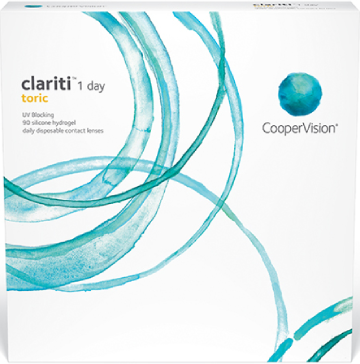 clariti™ 1 day
toric
UV Blocking
90 silicone hydrogel
daily disposable contact lenses
CooperVision®